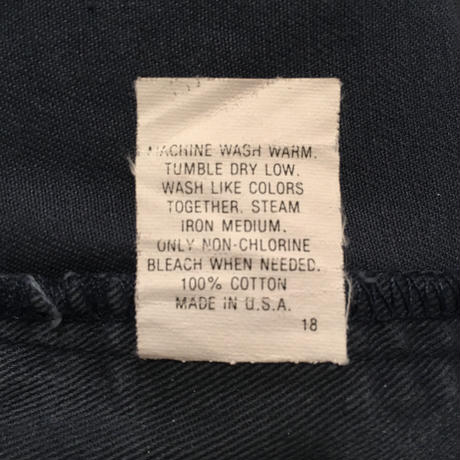 MACHINE WASH WARM.
TUMBLE DRY LOW.
WASH LIKE COLORS
TOGETHER. STEAM
IRON MEDIUM.
ONLY NON-CHLORINE
BLEACH WHEN NEEDED.
100% COTTON
MADE IN U.S.A.
18